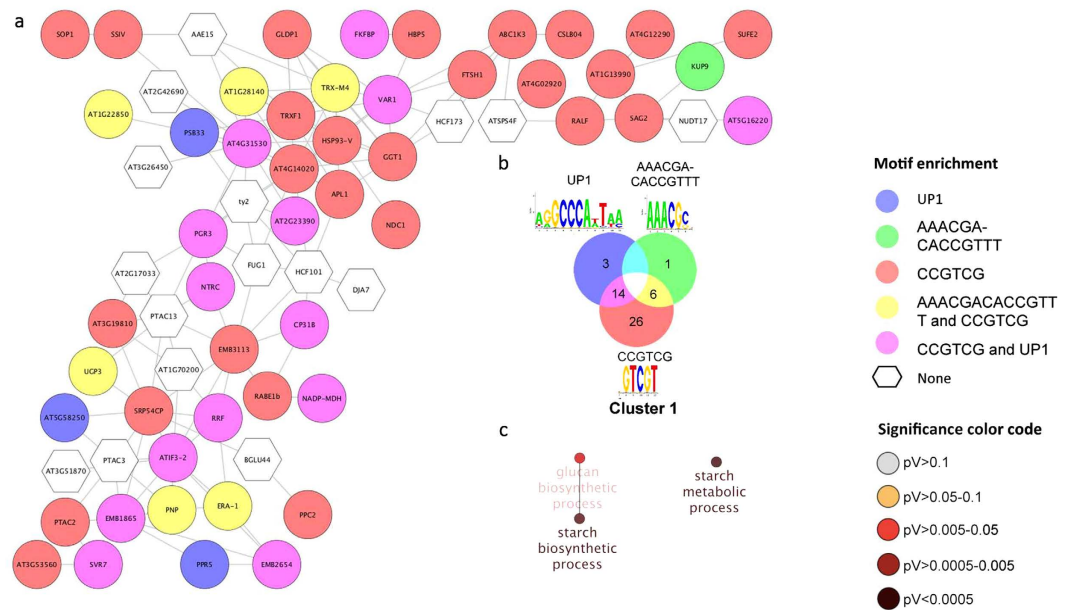 a
SOP1
SSIV
AAE15
GLDP1
FKFBP
HBP5
ABC1K3
CSLB04
AT4G12290
SUFE2
AT2G42690
AT1G28140
TRX-M4
VAR1
FTSH1
AT4G02920
AT1G13990
KUP9
AT1G22850
PSB33
AT4G31530
TRXF1
HSP93-V
HCF173
ATSPS4F
RALF
SAG2
NUDT17
AT5G16220
AT3G26450
AT4G14020
GGT1
ty2
APL1
AT2G23390
NDC1
PGR3
AT2G17033
FUG1
HCF101
DJA7
NTRC
PTAC13
CP31B
AT3G19810
EMB3113
UGP3
AT1G70200
RABE1b
NADP-MDH
AT5G58250
SRP54CP
RRF
AT3G51870
PTAC3
ATIF3-2
BGLU44
PTAC2
EMB1865
PNP
ERA-1
PPC2
AT3G53560
SVR7
PPR5
EMB2654
b
UP1
AAACGA-
CACCGTTT
GCCCA
T
AAACG
3
1
14
6
26
CCGTCG
GTCGT
Cluster 1
c
glucan
biosynthetic
process
starch
biosynthetic
process
starch
metabolic
process
Motif enrichment
UP1
AAACGA-
CACCGTTT
CCGTCG
AAACGACACCGTT
T and CCGTCG
CCGTCG and UP1
None
Significance color code
pV>0.1
pV>0.05-0.1
pV>0.005-0.05
pV>0.0005-0.005
pV<0.0005